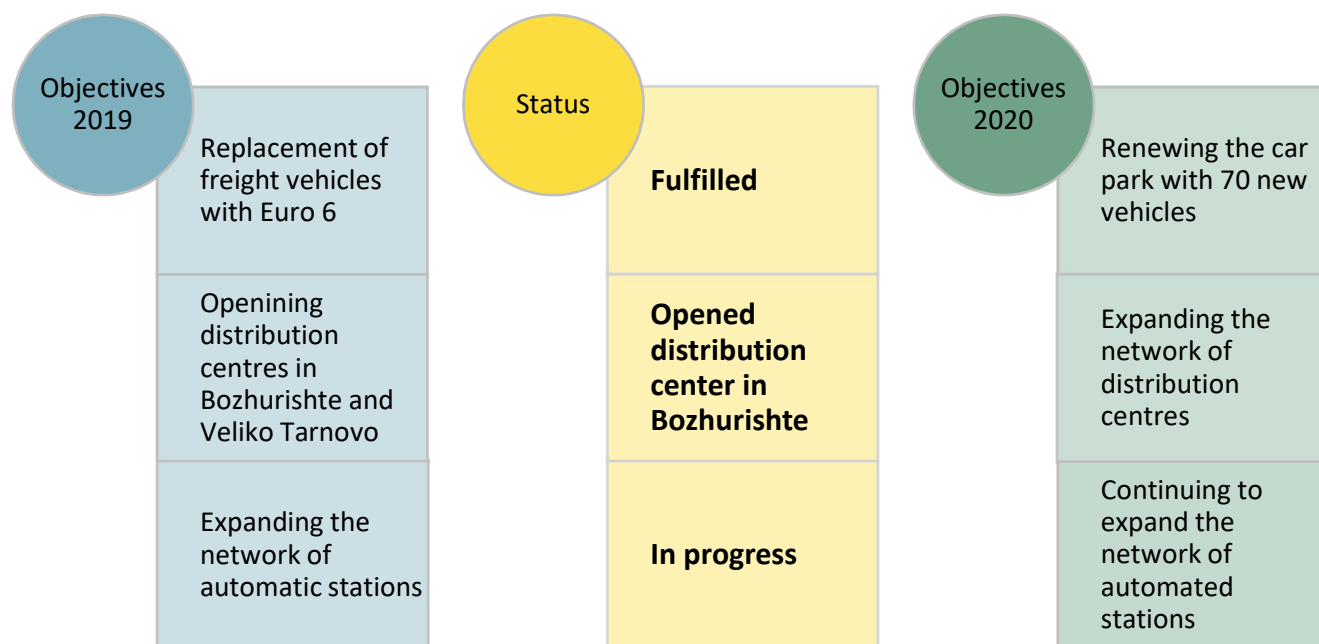 Objectives
2019
Replacement of
freight vehicles
with Euro 6
Openining
distribution
centres in
Bozhurishte and
Veliko Tarnovo
Expanding the
network of
automatic stations
Status
Fulfilled
Opened
distribution
center in
Bozhurishte
In progress
Objectives
2020
Renewing the car
park with 70 new
vehicles
Expanding the
network of
distribution
centres
Continuing to
expand the
network of
automated
stations